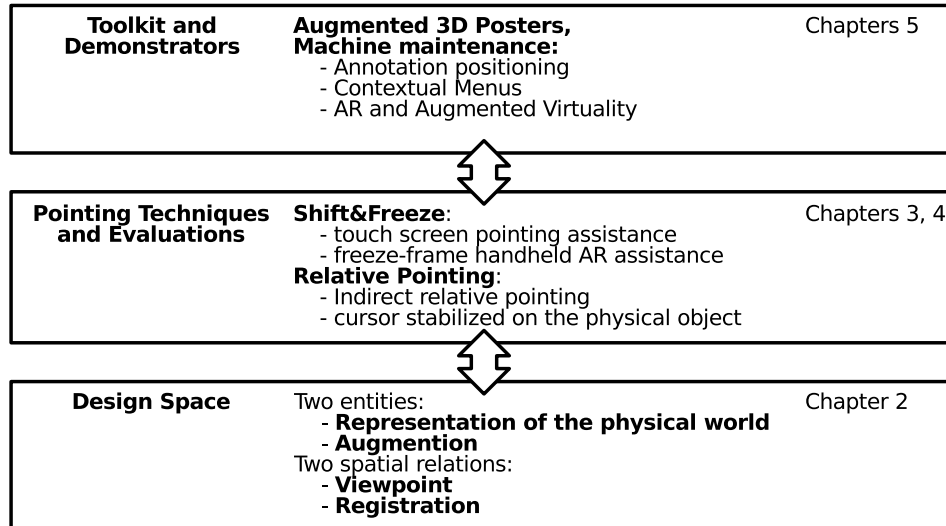 Toolkit and
Demonstrators
Augmented 3D Posters,
Machine maintenance:
- Annotation positioning
- Contextual Menus
- AR and Augmented Virtuality
Chapters 5
Pointing Techniques
and Evaluations
Shift&Freeze:
- touch screen pointing assistance
- freeze-frame handheld AR assistance
Relative Pointing:
- Indirect relative pointing
- cursor stabilized on the physical object
Chapters 3, 4
Design Space
Two entities:
- Representation of the physical world
- Augmention
Two spatial relations:
- Viewpoint
- Registration
Chapter 2